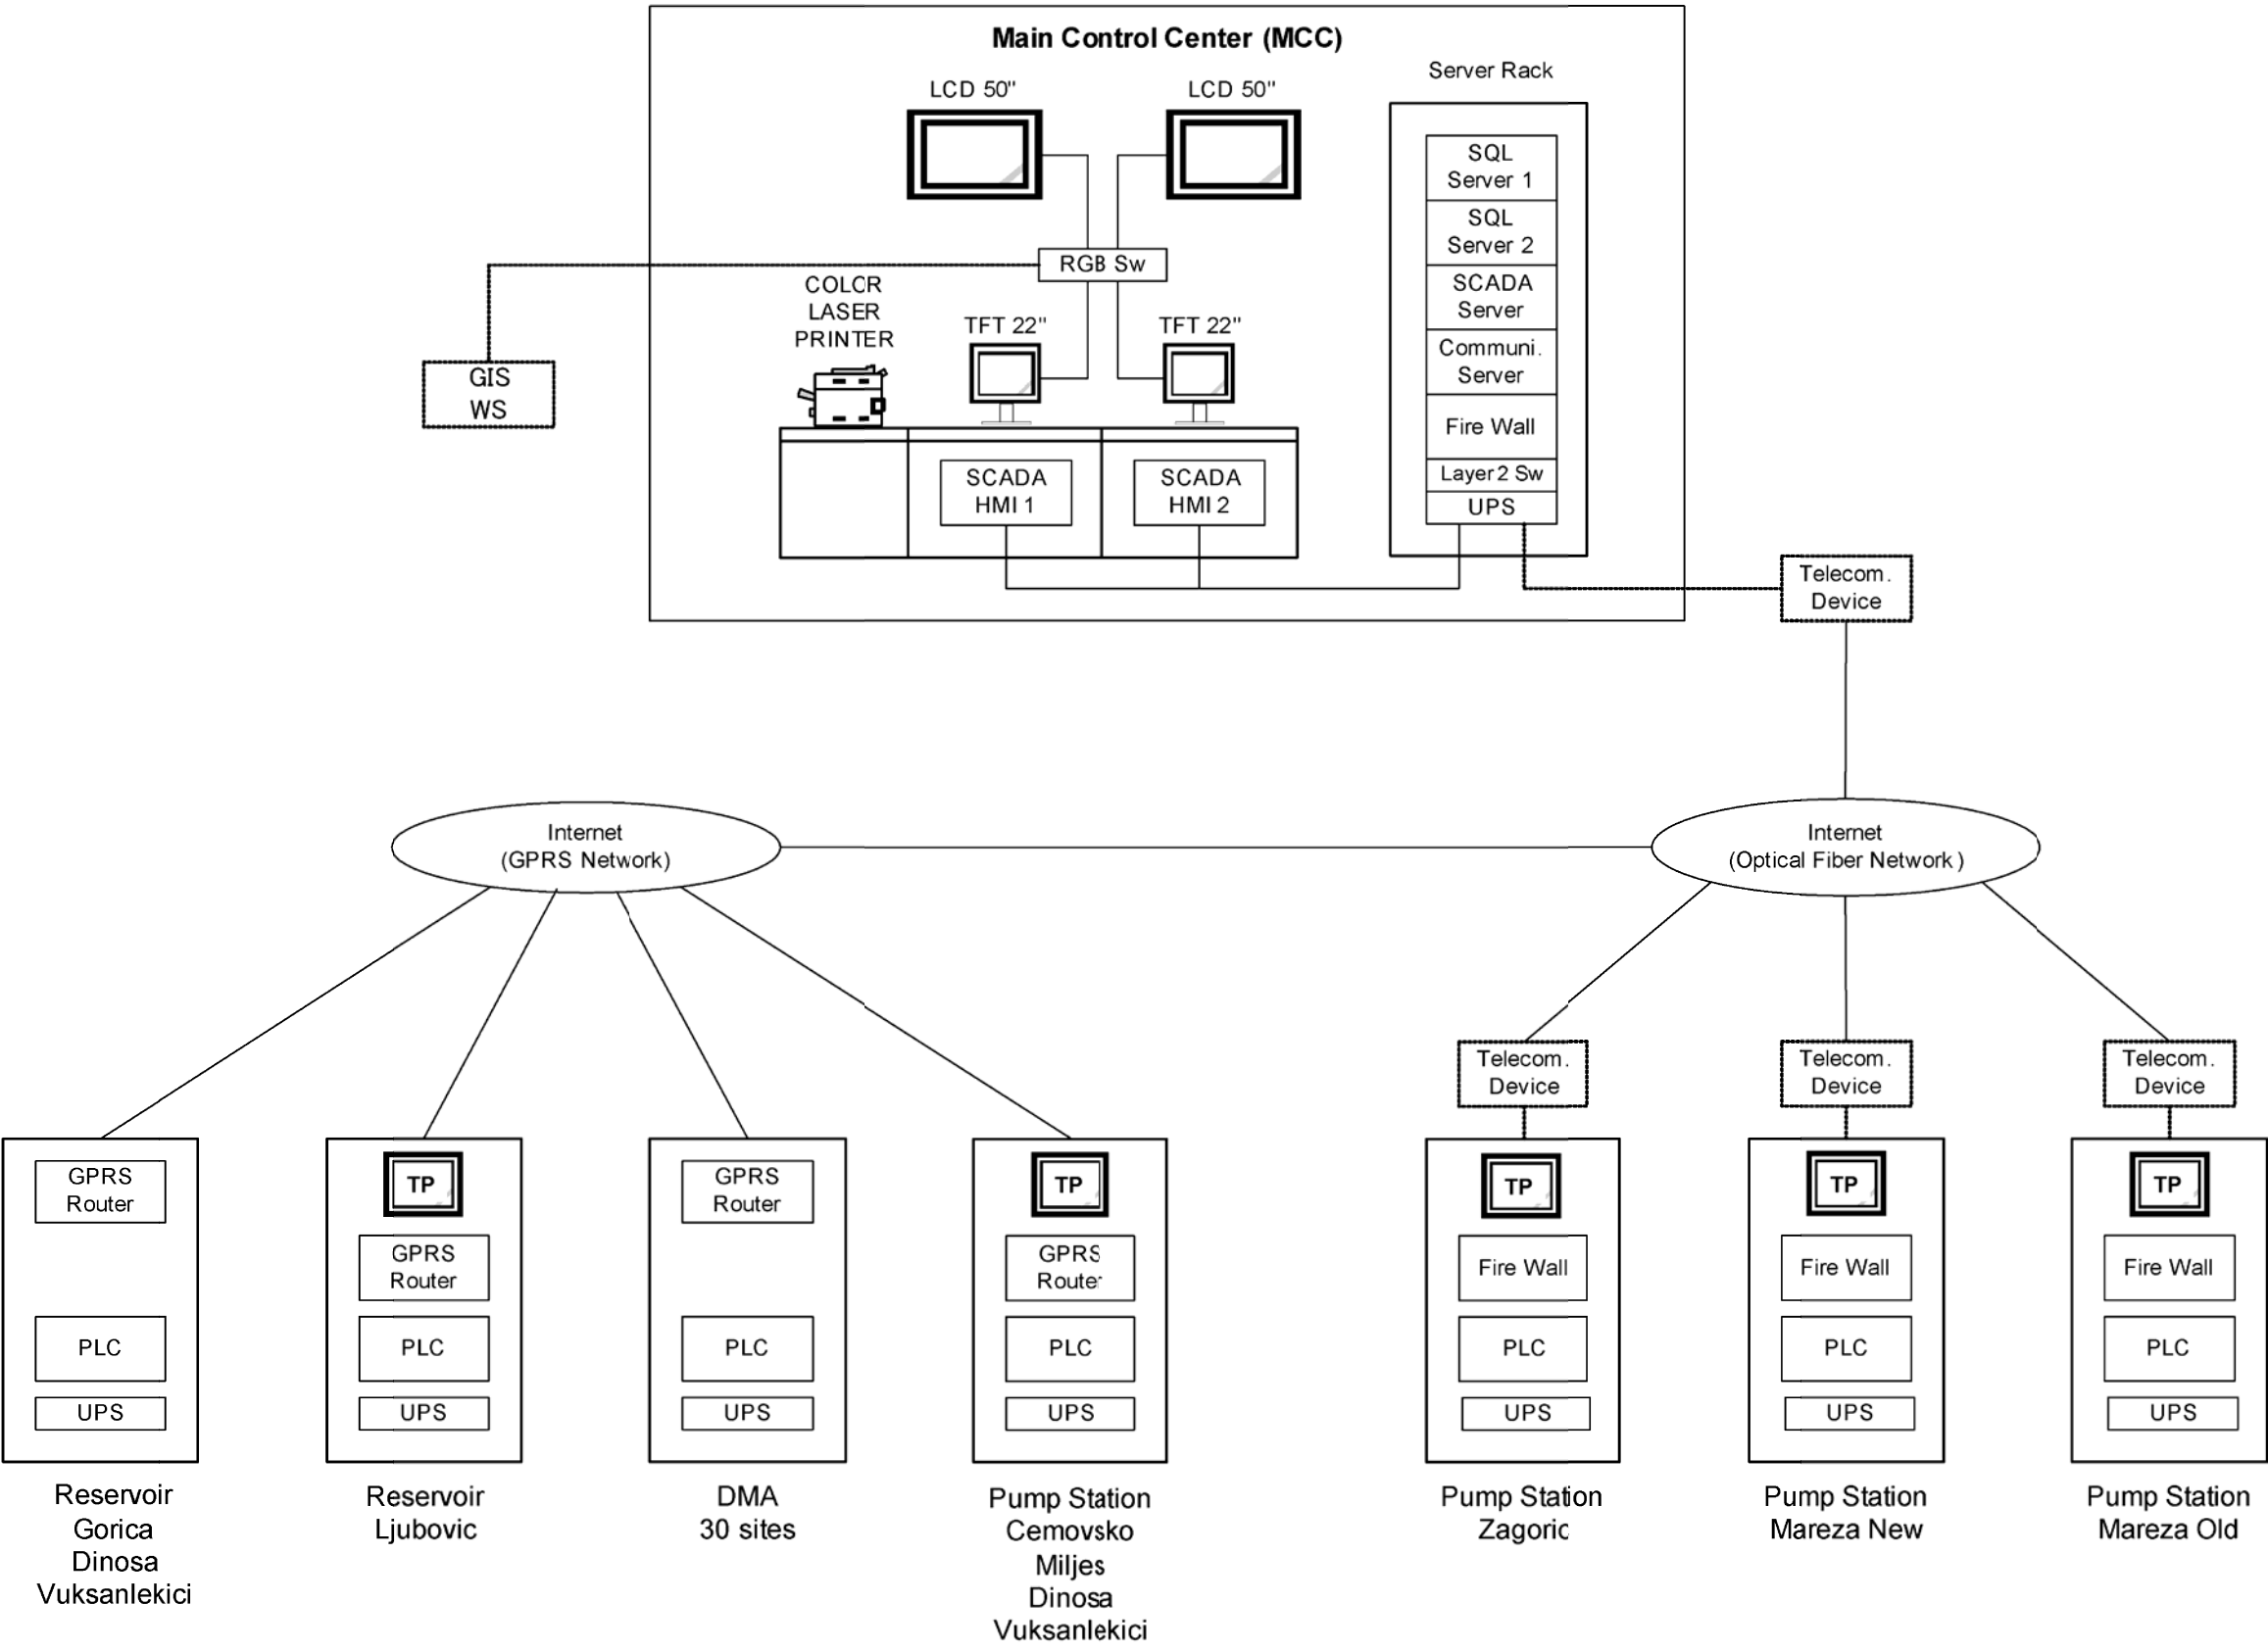 Main Control Center (MCC)
Server Rack
LCD 50"
LCD 50"
SQL
Server 1
SQL
Server 2
SCADA
Server
Communi.
Server
Fire Wall
Layer2 Sw
UPS
RGB Sw
COLOR
LASER
PRINTER
TFT 22"
TFT 22"
GIS
WS
SCADA
HMI 1
SCADA
HMI 2
Telecom.
Device
Internet
(GPRS Network)
Internet
(Optical Fiber Network)
Telecom.
Device
Telecom.
Device
Telecom.
Device
GPRS
Router
PLC
UPS
Reservoir
Gorica
Dinosa
Vuksanlekici
TP
GPRS
Router
PLC
UPS
Reservoir
Ljubovic
GPRS
Router
PLC
UPS
DMA
30 sites
TP
GPRS
Router
PLC
UPS
Pump Station
Cemovsko
Miljes
Dinosa
Vuksanlekici
TP
Fire Wall
PLC
UPS
Pump Station
Zagoric
TP
Fire Wall
PLC
UPS
Pump Station
Mareza New
TP
Fire Wall
PLC
UPS
Pump Station
Mareza Old